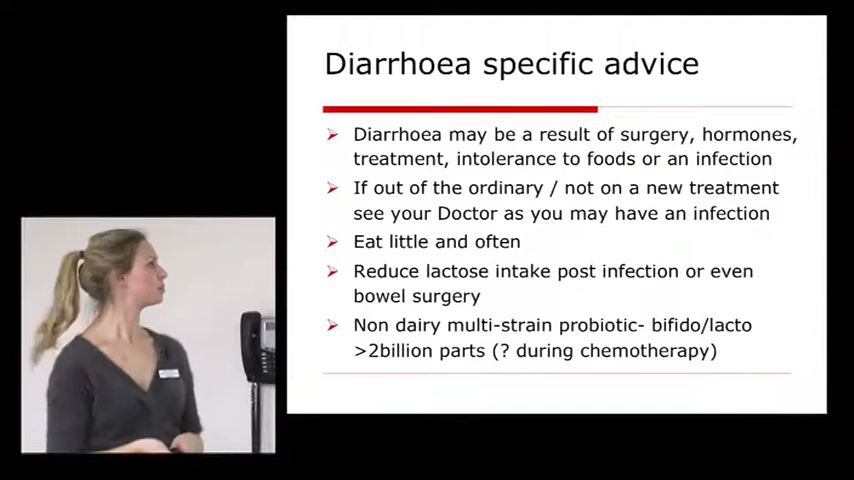 Diarrhoea specific advice
Diarrhoea may be a result of surgery, hormones,
treatment, intolerance to foods or an infection
If out of the ordinary / not on a new treatment
see your Doctor as you may have an infection
Eat little and often
Reduce lactose intake post infection or even
bowel surgery
Non dairy multi-strain probiotic- bifido/lacto
>2billion parts (? during chemotherapy)